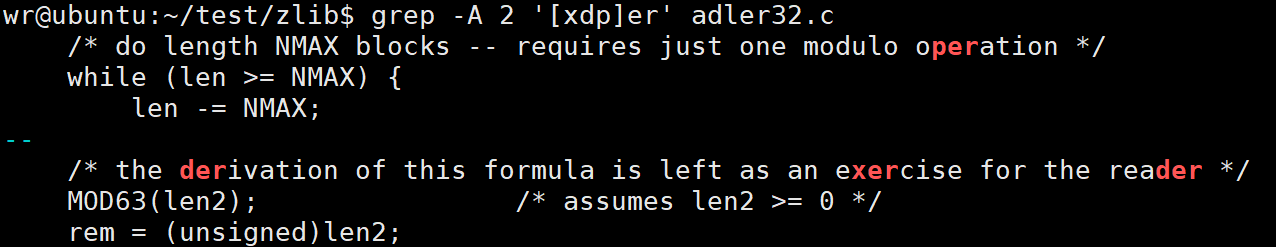 wr@ubuntu:~/test/zlib$ grep -A 2 '[xdp]er' adler32.c
    /* do length NMAX blocks -- requires just one modulo operation */
    while (len >= NMAX) {
        len -= NMAX;
--
    /* the derivation of this formula is left as an exercise for the reader */
    MOD63(len2);                /* assumes len2 >= 0 */
    rem = (unsigned)len2;